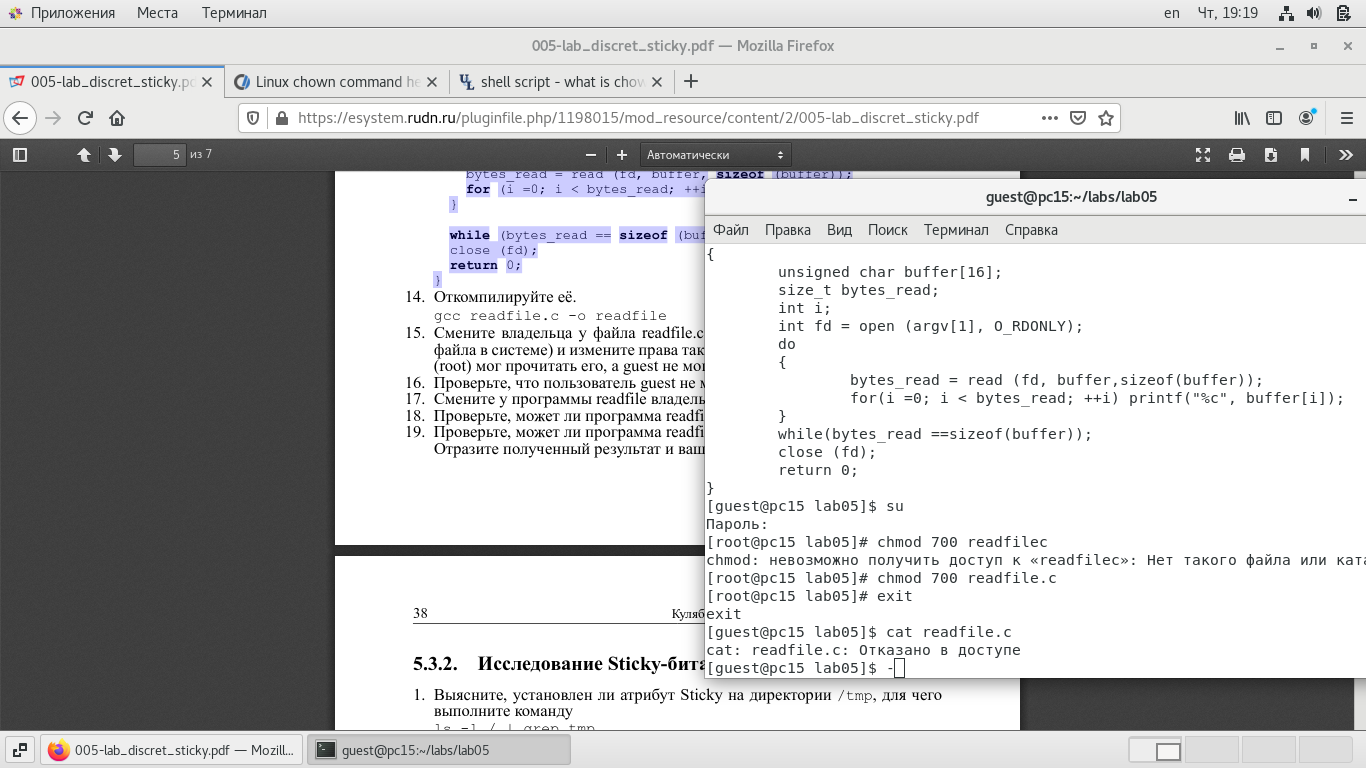 Приложения Места Терминал en Чт, 19:19
005-lab_discret_sticky.pdf — Mozilla Firefox
005-lab_discret_sticky.pd Linux chown command he shell script - what is chow
https://esystem.rudn.ru/pluginfile.php/1198015/mod_resource/content/2/005-lab_discret_sticky.pdf
5 из 7 Автоматически
bytes_read = read (fd, buffer, sizeof (buffer));
for (i =0; i < bytes_read; ++i
}
while (bytes_read == sizeof (buf
close (fd);
return 0;
}
14. Откомпилируйте её.
gcc readfile.c -o readfile
15. Смените владельца у файла readfile.c
файла в системе) и измените права так
(root) мог прочитать его, а guest не мог
16. Проверьте, что пользователь guest не м
17. Смените у программы readfile владель
18. Проверьте, может ли программа readfi
19. Проверьте, может ли программа readfi
Отразите полученный результат и ваш
38 Куляб
5.3.2. Исследование Sticky-бита
1. Выясните, установлен ли атрибут Sticky на директории /tmp, для чего
выполните команду
ls -l / | grep tmp
guest@pc15:~/labs/lab05
Файл Правка Вид Поиск Терминал Справка
{
unsigned char buffer[16];
size_t bytes_read;
int i;
int fd = open (argv[1], O_RDONLY);
do
{
bytes_read = read (fd, buffer,sizeof(buffer));
for(i =0; i < bytes_read; ++i) printf("%c", buffer[i]);
}
while(bytes_read ==sizeof(buffer));
close (fd);
return 0;
}
[guest@pc15 lab05]$ su
Пароль:
[root@pc15 lab05]# chmod 700 readfilec
chmod: невозможно получить доступ к «readfilec»: Нет такого файла или ката
[root@pc15 lab05]# chmod 700 readfile.c
[root@pc15 lab05]# exit
exit
[guest@pc15 lab05]$ cat readfile.c
cat: readfile.c: Отказано в доступе
[guest@pc15 lab05]$ -
005-lab_discret_sticky.pdf — Mozill... guest@pc15:~/labs/lab05